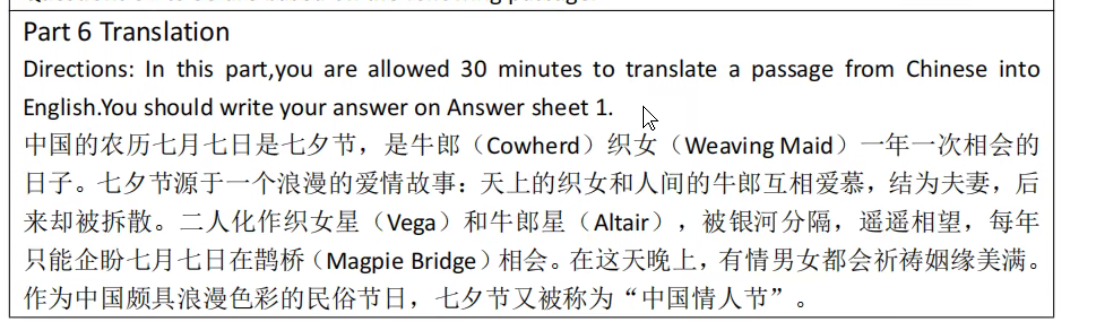 Part 6 Translation
Directions: In this part,you are allowed 30 minutes to translate a passage from Chinese into
English.You should write your answer on Answer sheet 1.
中国的农历七月七日是七夕节，是牛郎（Cowherd）织女（Weaving Maid）一年一次相会的
日子。七夕节源于一个浪漫的爱情故事：天上的织女和人间的牛郎互相爱慕，结为夫妻，后
来却被拆散。二人化作织女星（Vega）和牛郎星（Altair），被银河分隔，遥遥相望，每年
只能企盼七月七日在鹊桥（Magpie Bridge）相会。在这天晚上，有情男女都会祈祷姻缘美满。
作为中国颇具浪漫色彩的民俗节日，七夕节又被称为“中国情人节”。